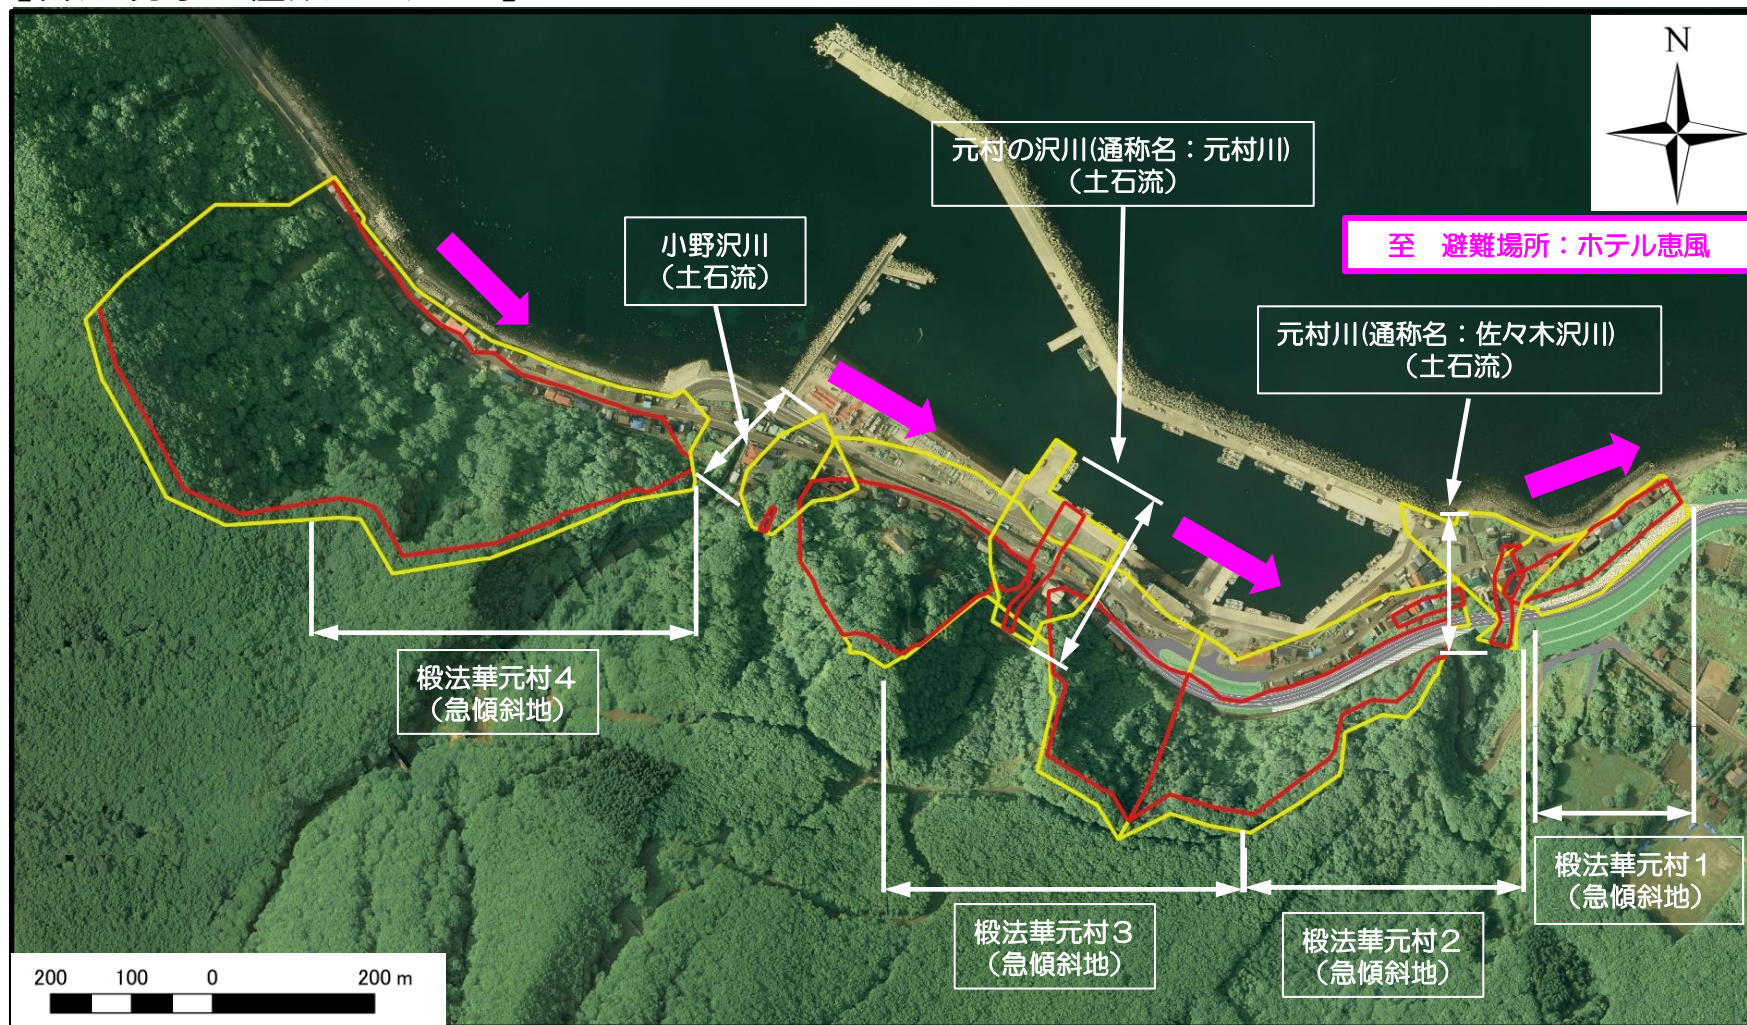 N
元村の沢川(通称名：元村川)
（土石流）
至　避難場所：ホテル恵風
小野沢川
（土石流）
元村川(通称名：佐々木沢川)
（土石流）
椴法華元村４
（急傾斜地）
椴法華元村１
（急傾斜地）
椴法華元村３
（急傾斜地）
椴法華元村２
（急傾斜地）
200 100 0 200 m